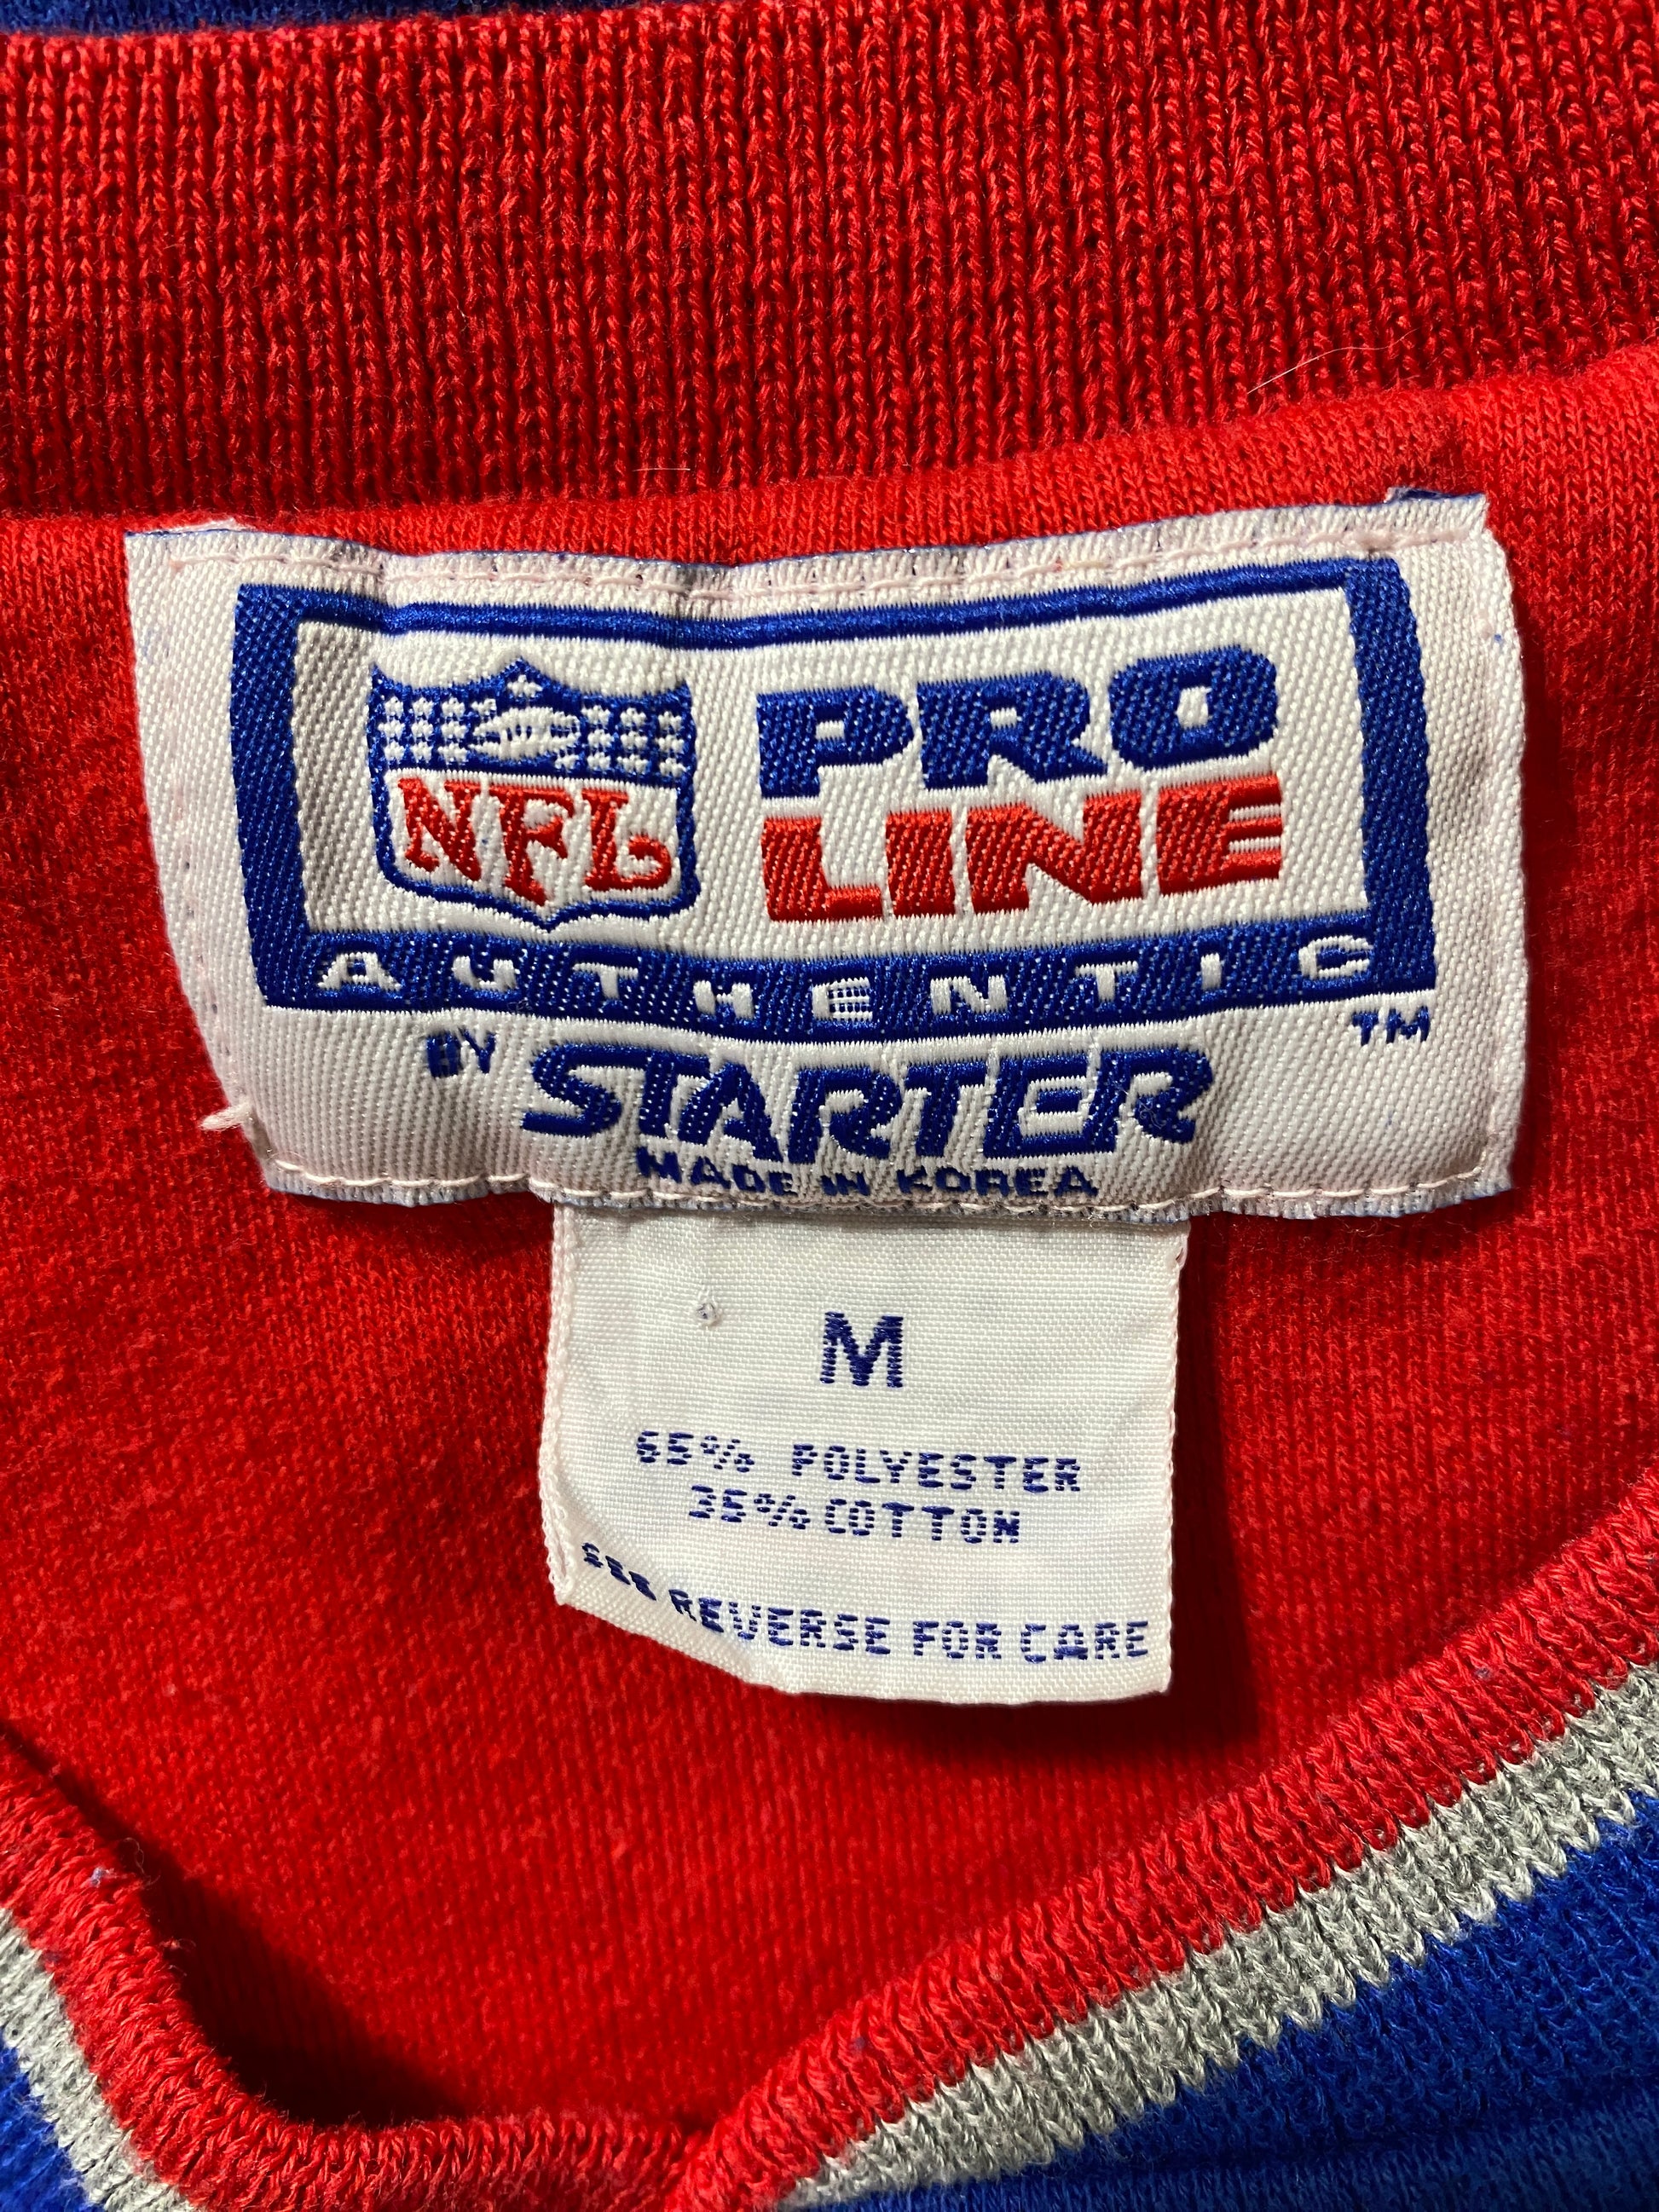 NFL
PRO
LINE
AUTHENTIC
BY STARTER TM
MADE IN KOREA
M
65% POLYESTER
35% COTTON
SEE REVERSE FOR CARE